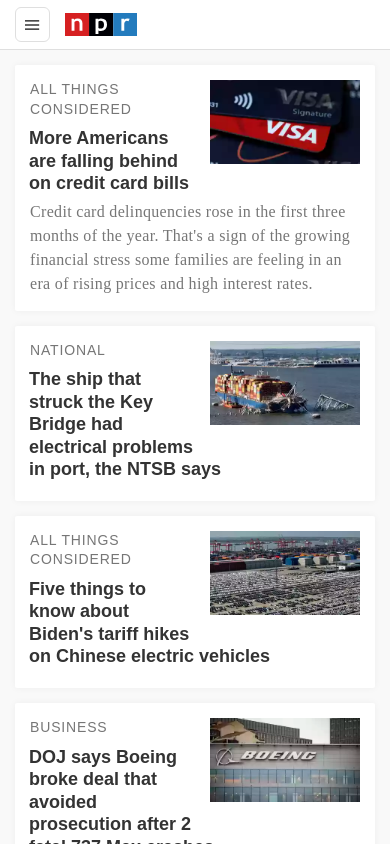 npr
ALL THINGS
CONSIDERED
More Americans
are falling behind
on credit card bills
VISA
Signature
VISA
Credit card delinquencies rose in the first three
months of the year. That's a sign of the growing
financial stress some families are feeling in an
era of rising prices and high interest rates.
NATIONAL
The ship that
struck the Key
Bridge had
electrical problems
in port, the NTSB says
ALL THINGS
CONSIDERED
Five things to
know about
Biden's tariff hikes
on Chinese electric vehicles
BUSINESS
DOJ says Boeing
broke deal that
avoided
prosecution after 2
BOEING